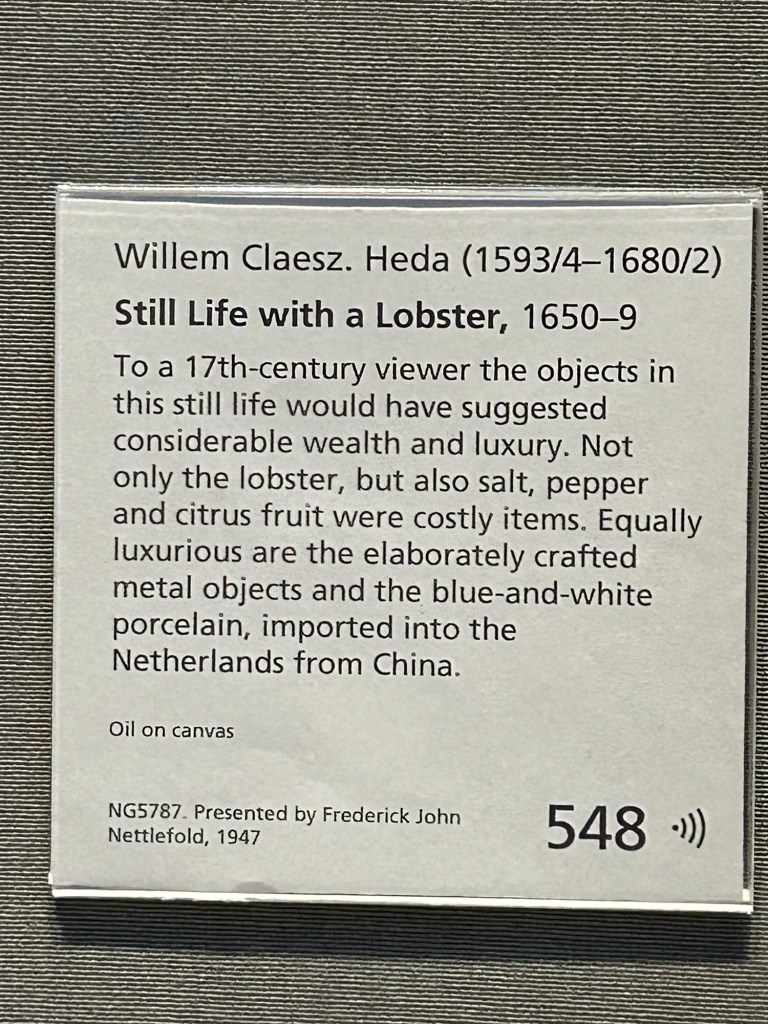 Willem Claesz. Heda (1593/4–1680/2)
Still Life with a Lobster, 1650–9
To a 17th-century viewer the objects in
this still life would have suggested
considerable wealth and luxury. Not
only the lobster, but also salt, pepper
and citrus fruit were costly items. Equally
luxurious are the elaborately crafted
metal objects and the blue-and-white
porcelain, imported into the
Netherlands from China.
Oil on canvas
NG5787. Presented by Frederick John
Nettlefold, 1947
548